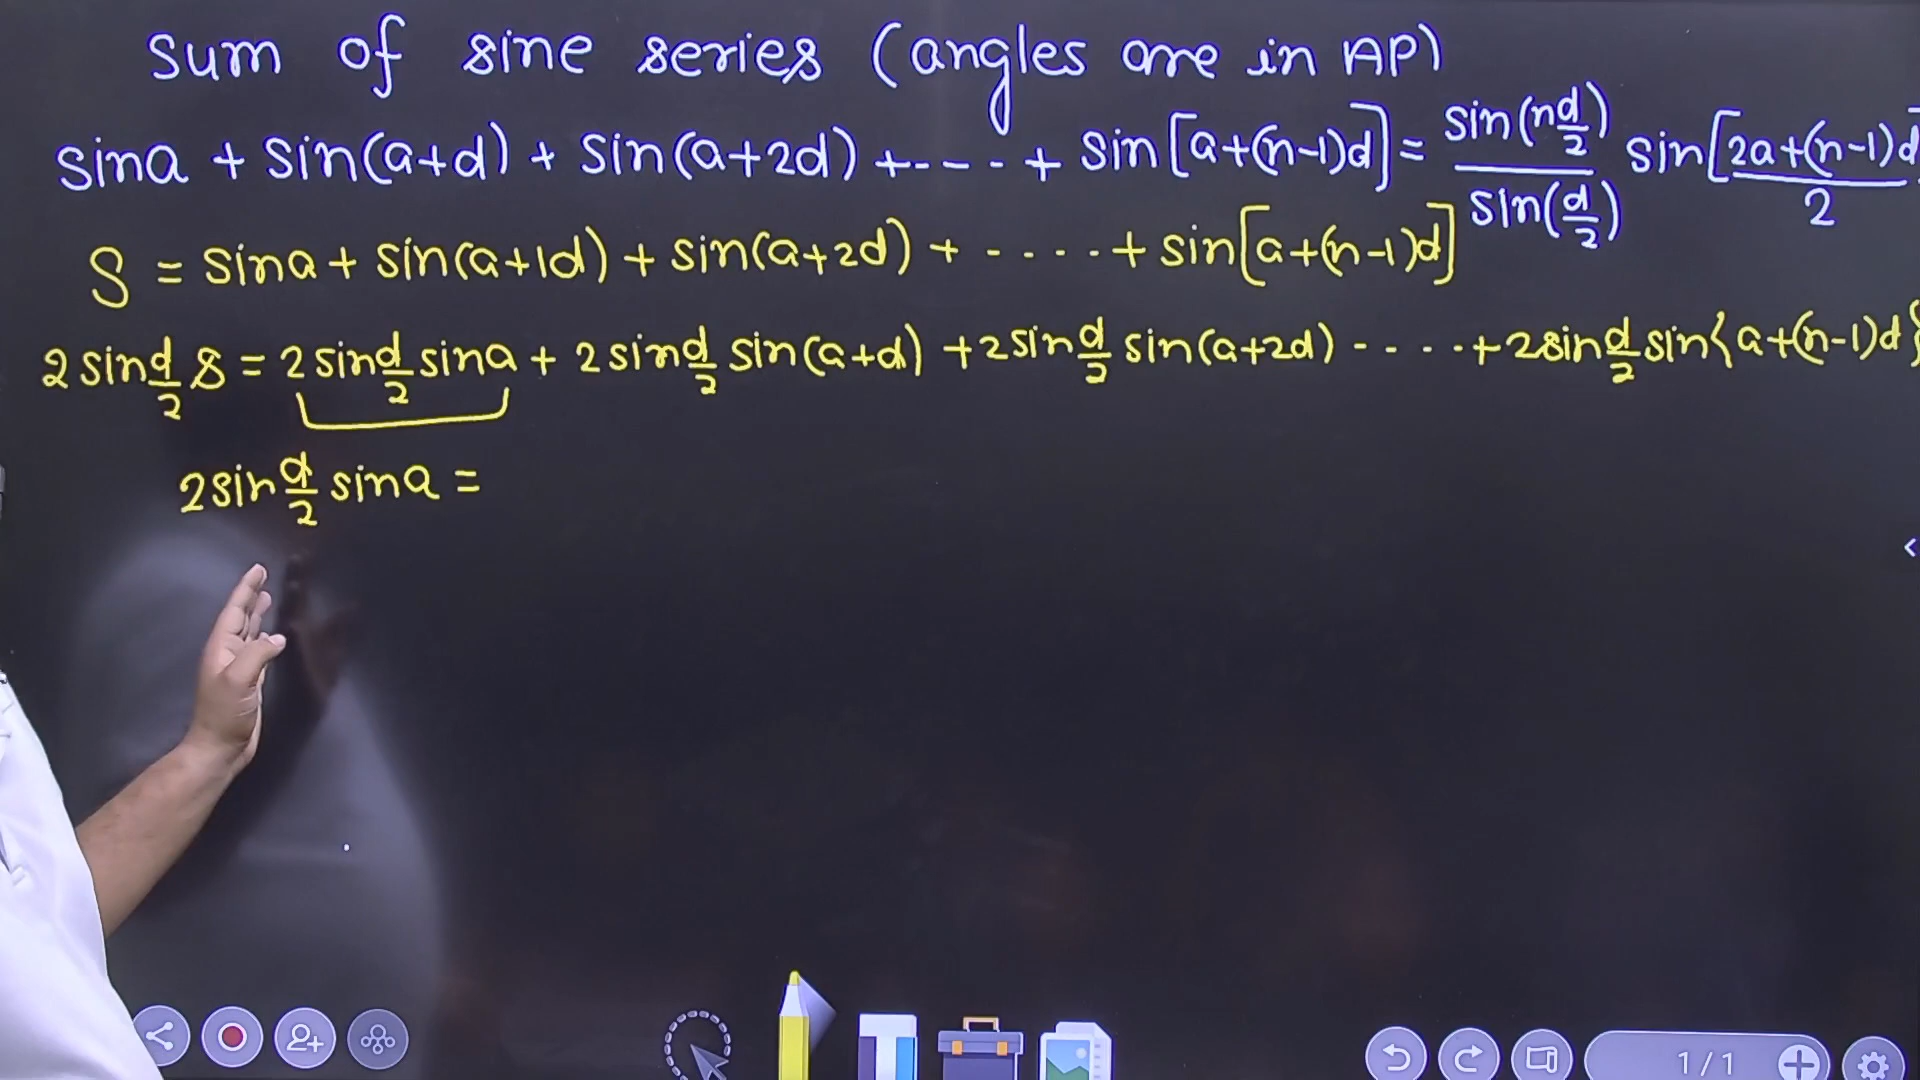 Sum of sine series (angles are in AP)
sina + sin(a+d) + sin(a+2d) +---- + sin[a+(n-1)d] = sin(nd/2)/sin(d/2) sin[2a+(n-1)d/2]
S = sina + sin(a+1d) + sin(a+2d) + ..... + sin[a+(n-1)d]
2 sin d/2 S = 2 sin d/2 sina + 2 sin d/2 sin(a+d) + 2 sin d/2 sin(a+2d) - - - - + 2 sin d/2 sin{a+(n-1)d}
2 sin d/2 sina =
1/1